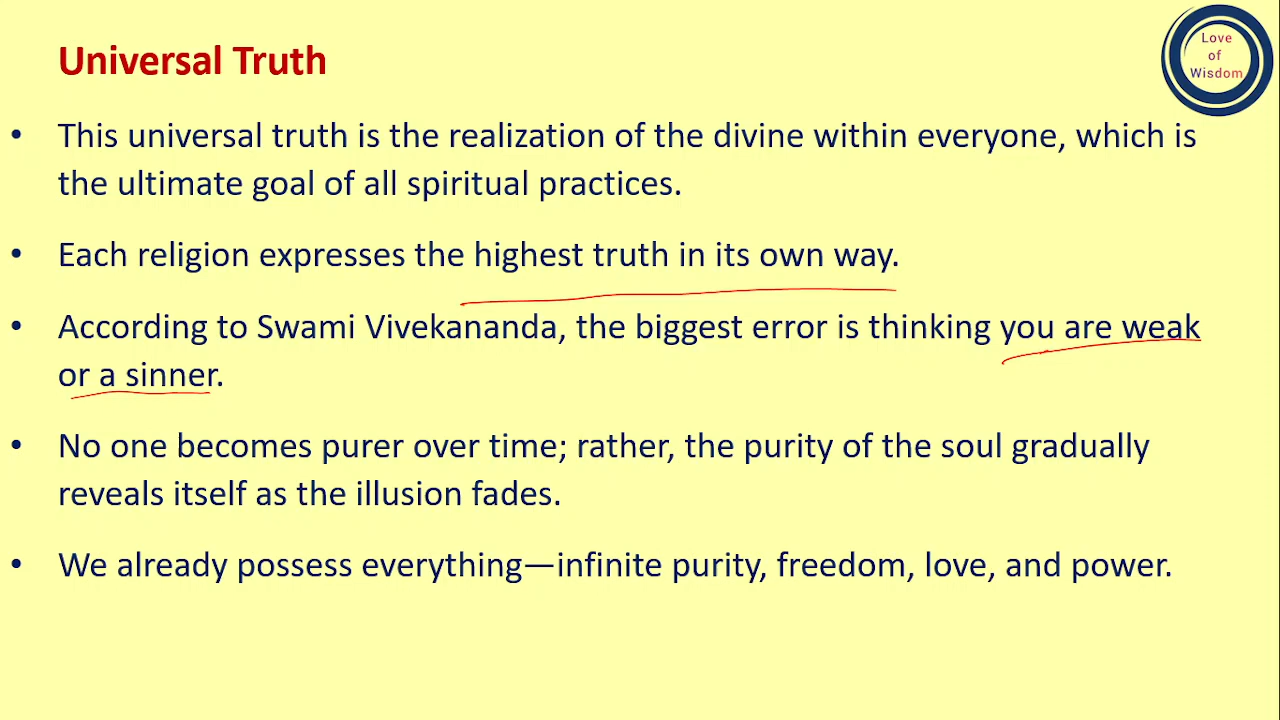 Universal Truth
Love
of
Wisdom
• This universal truth is the realization of the divine within everyone, which is
the ultimate goal of all spiritual practices.
• Each religion expresses the highest truth in its own way.
• According to Swami Vivekananda, the biggest error is thinking you are weak
or a sinner.
• No one becomes purer over time; rather, the purity of the soul gradually
reveals itself as the illusion fades.
• We already possess everything—infinite purity, freedom, love, and power.